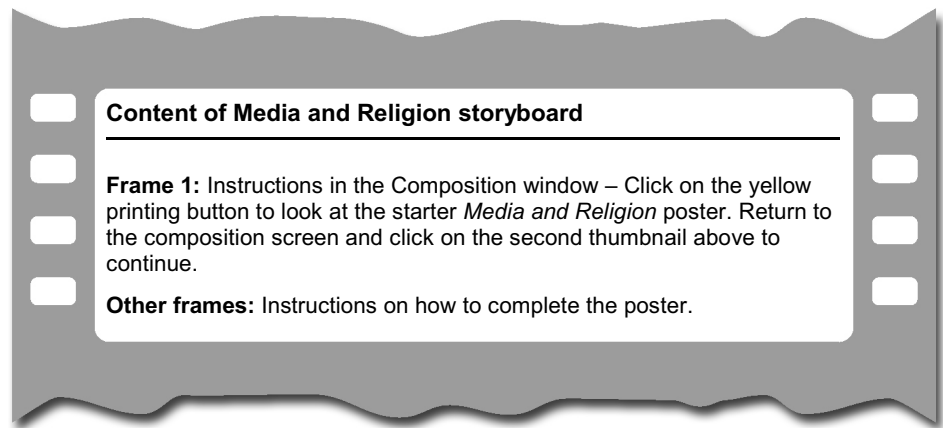 Content of Media and Religion storyboard
Frame 1: Instructions in the Composition window – Click on the yellow
printing button to look at the starter Media and Religion poster. Return to
the composition screen and click on the second thumbnail above to
continue.
Other frames: Instructions on how to complete the poster.